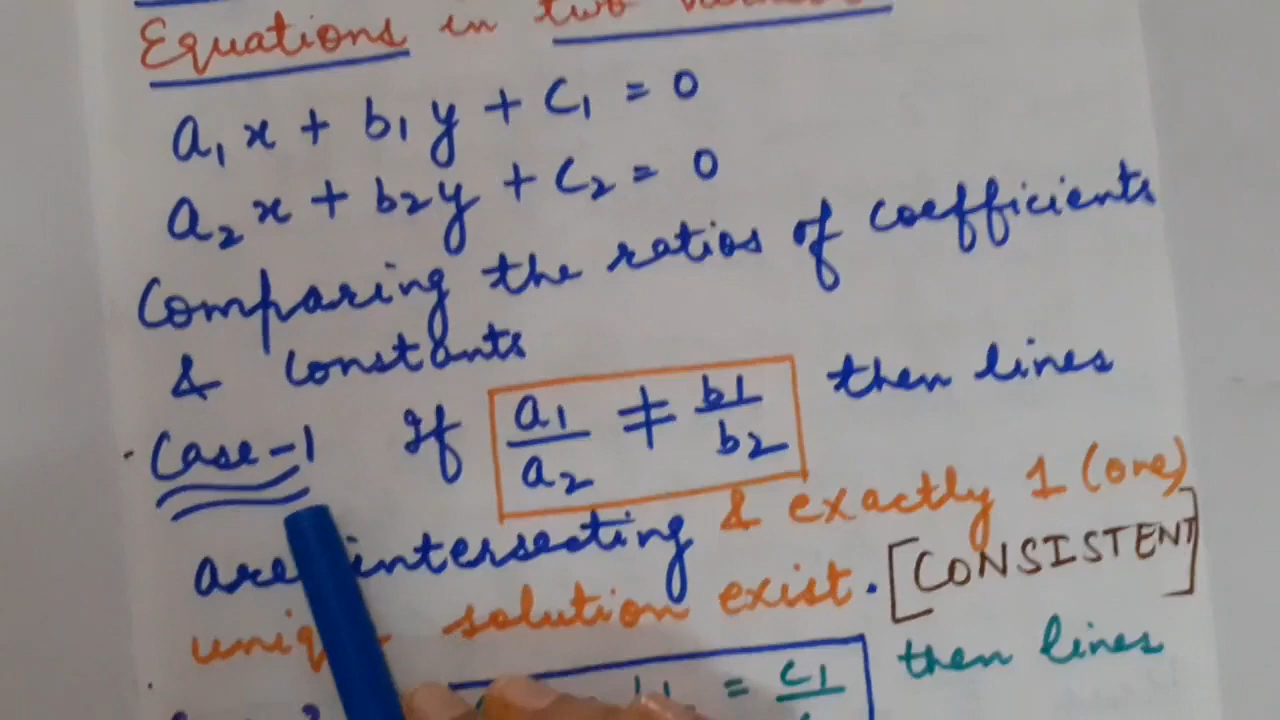 Equations in two
a₁x + b₁y + c₁ = 0
a₂x + b₂y + c₂ = 0
Comparing the ratios of coefficients
& constants
Case-1 If a1/a2 ≠ b1/b2 then lines
are intersecting & exactly 1 (one)
solution exist. [CONSISTENT]
= c1 then lines